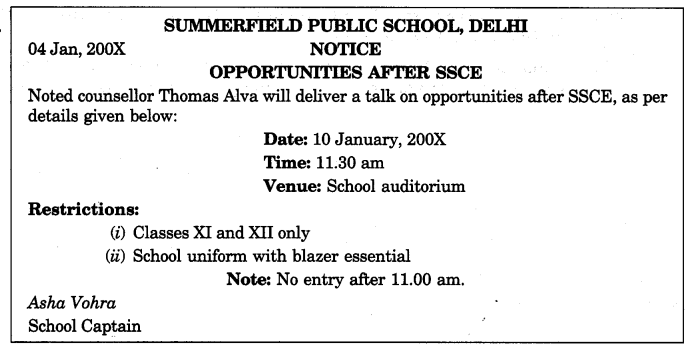 SUMMERFIELD PUBLIC SCHOOL, DELHI
04 Jan, 200X NOTICE
OPPORTUNITIES AFTER SSCE
Noted counsellor Thomas Alva will deliver a talk on opportunities after SSCE, as per
details given below:
Date: 10 January, 200X
Time: 11.30 am
Venue: School auditorium
Restrictions:
(i) Classes XI and XII only
(ii) School uniform with blazer essential
Note: No entry after 11.00 am.
Asha Vohra
School Captain